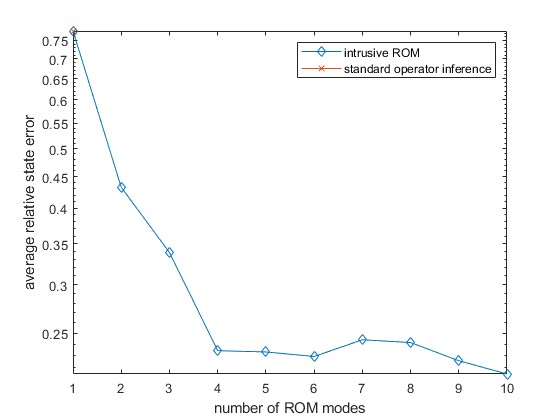 0.75
0.7
0.65
0.6
0.55
0.5
0.45
0.4
0.35
0.3
0.25
average relative state error
intrusive ROM
standard operator inference
1 2 3 4 5 6 7 8 9 10
number of ROM modes